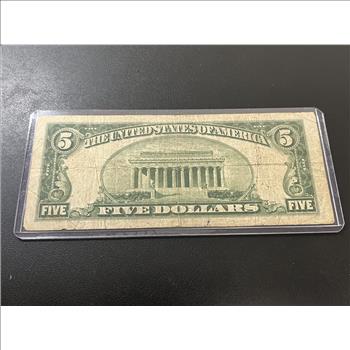 5 THE UNITED STATES OF AMERICA 5
FIVE FIVE DOLLARS FIVE